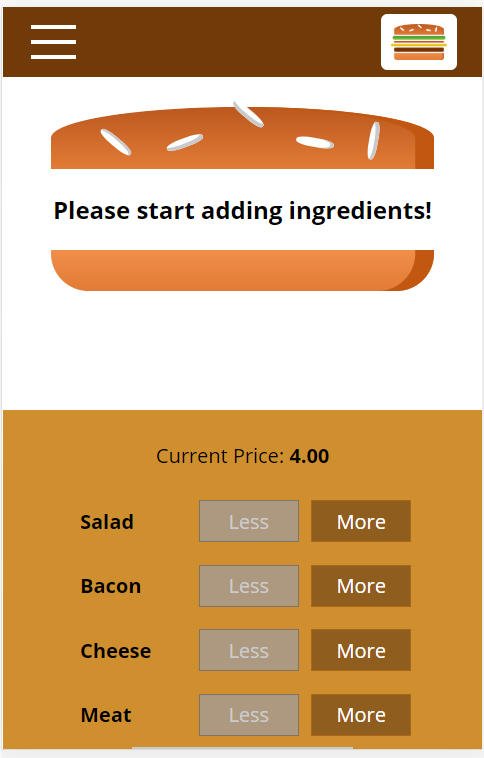 Please start adding ingredients!
Current Price: 4.00
Salad Less More
Bacon Less More
Cheese Less More
Meat Less More